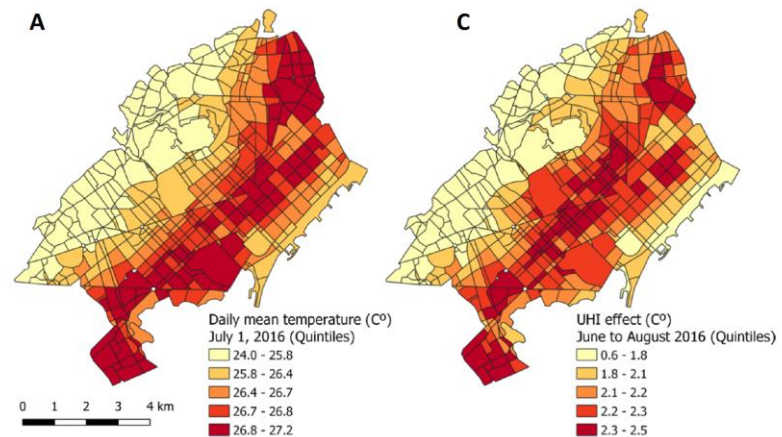 A
C
Daily mean temperature (Cº)
July 1, 2016 (Quintiles)
24.0 - 25.8
25.8 - 26.4
26.4 - 26.7
26.7 - 26.8
26.8 - 27.2
0 1 2 3 4 km
UHI effect (Cº)
June to August 2016 (Quintiles)
0.6 - 1.8
1.8 - 2.1
2.1 - 2.2
2.2 - 2.3
2.3 - 2.5